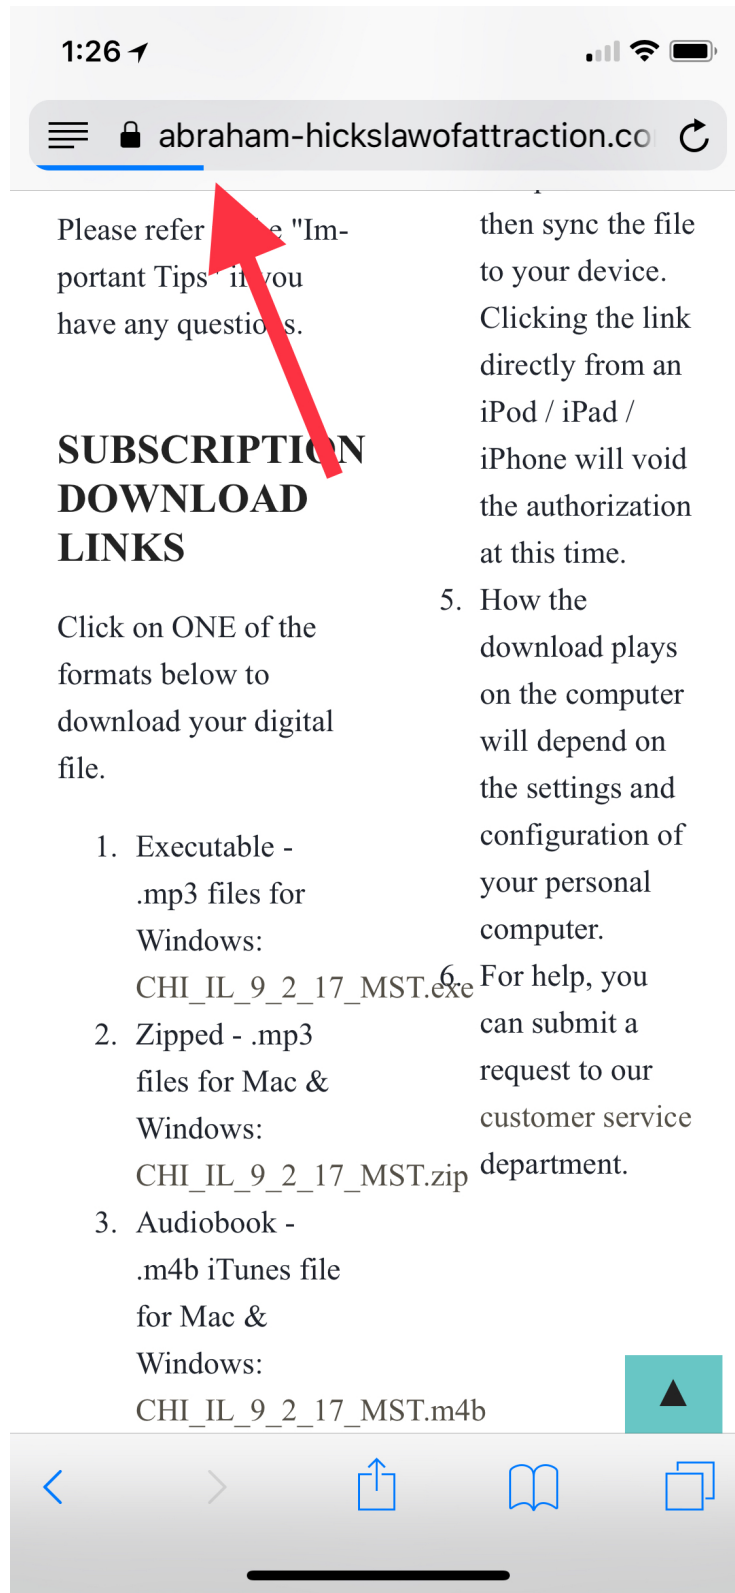 1:26
abraham-hickslawofattraction.co
Please refer "Im-
portant Tips" if you
have any questions.
SUBSCRIPTION
DOWNLOAD
LINKS
Click on ONE of the
formats below to
download your digital
file.
1. Executable -
.mp3 files for
Windows:
CHI_IL_9_2_17_MST.exe
2. Zipped - .mp3
files for Mac &
Windows:
CHI_IL_9_2_17_MST.zip
3. Audiobook -
.m4b iTunes file
for Mac &
Windows:
CHI_IL_9_2_17_MST.m4b
then sync the file
to your device.
Clicking the link
directly from an
iPod / iPad /
iPhone will void
the authorization
at this time.
5. How the
download plays
on the computer
will depend on
the settings and
configuration of
your personal
computer.
6. For help, you
can submit a
request to our
customer service
department.